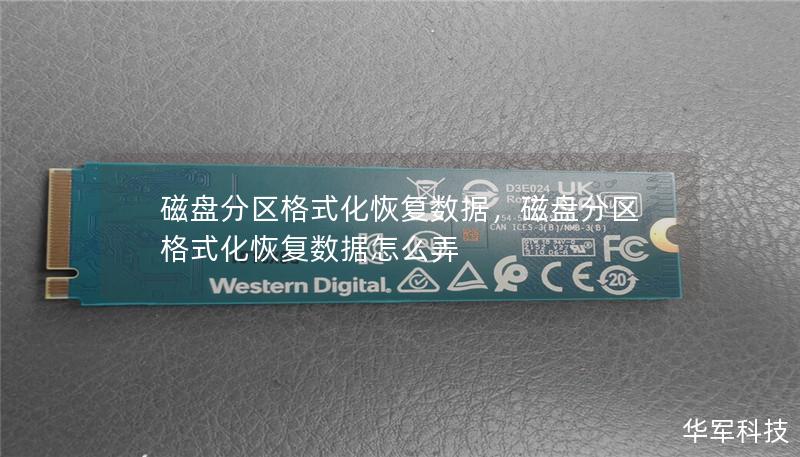 磁盘分区格式化恢复数据，磁盘分区
格式化恢复数据怎么弄
D3E024
UK
CAN ICES-3(B)/NMB-3(B)
FC
Western Digital.
CE
20
华军科技